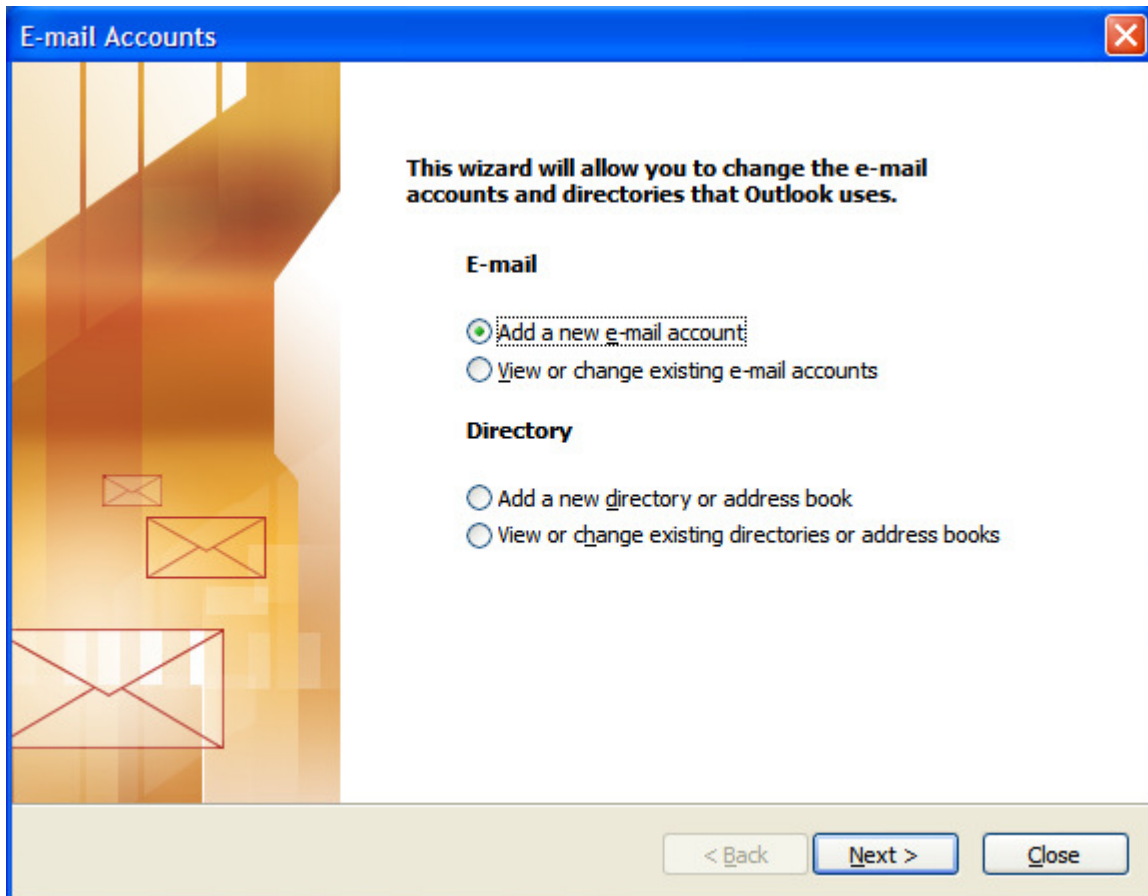 E-mail Accounts
This wizard will allow you to change the e-mail
accounts and directories that Outlook uses.
E-mail
Add a new e-mail account
View or change existing e-mail accounts
Directory
Add a new directory or address book
View or change existing directories or address books
< Back
Next >
Close